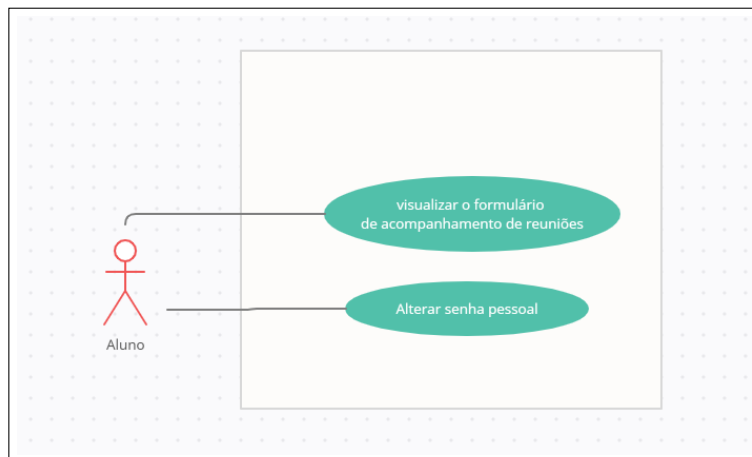 visualizar o formulário
de acompanhamento de reuniões
Alterar senha pessoal
Aluno